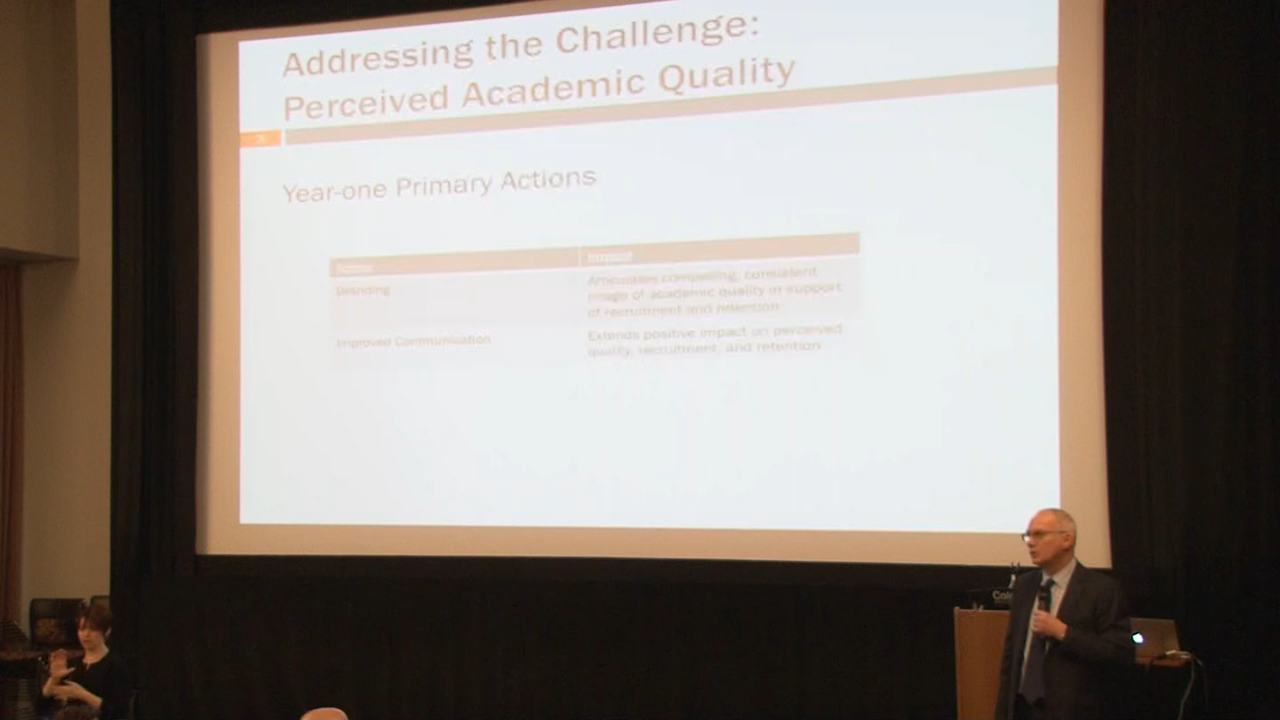 Addressing the Challenge:
Perceived Academic Quality
Year-one Primary Actions
Impact
Branding
Articulates compelling, consistent
image of academic quality in support
of recruitment and retention
Improved Communication
Extends positive impact on perceived
quality, recruitment, and retention